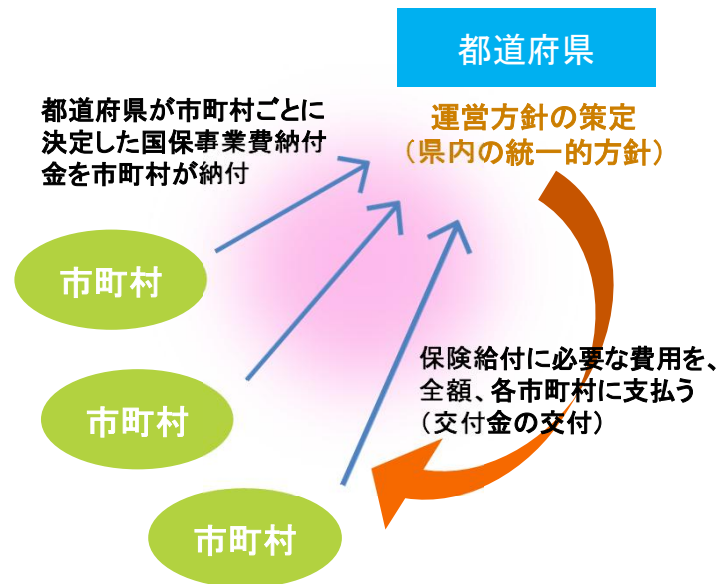 都道府県
運営方針の策定
（県内の統一的方針）
都道府県が市町村ごとに
決定した国保事業費納付
金を市町村が納付
市町村
市町村
市町村
保険給付に必要な費用を、
全額、各市町村に支払う
（交付金の交付）